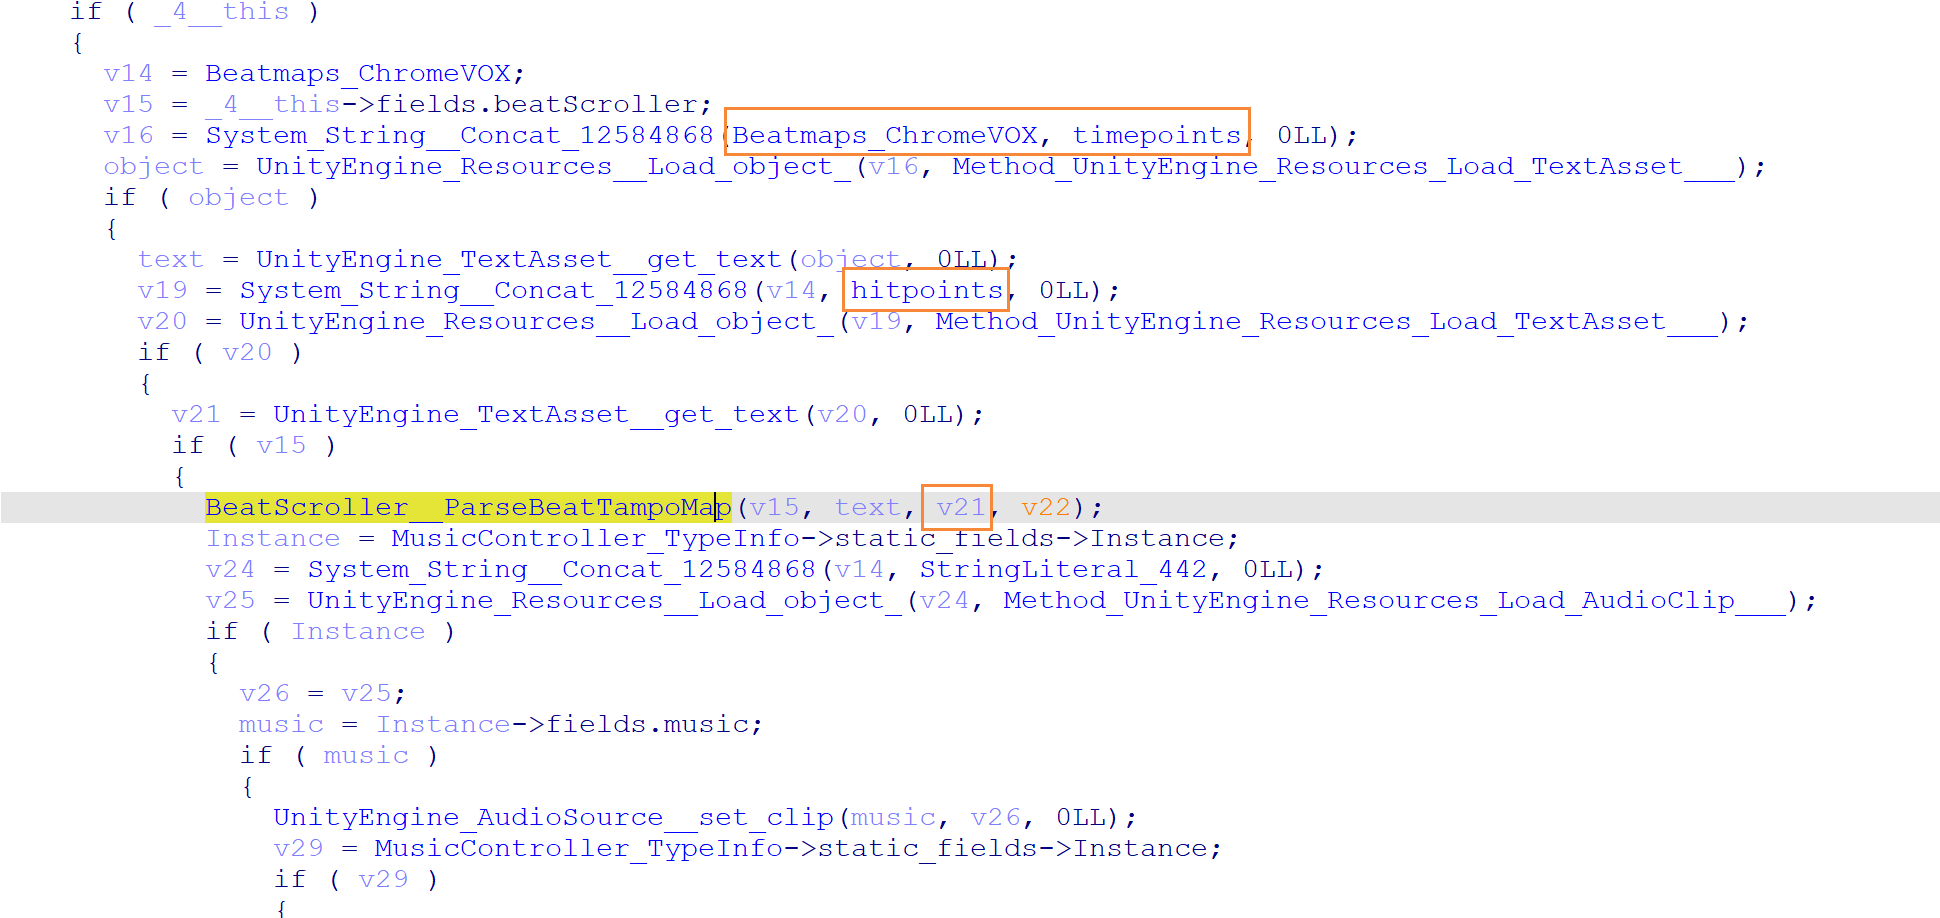 if ( _4__this )
{
v14 = Beatmaps_ChromeVOX;
v15 = _4__this->fields.beatScroller;
v16 = System_String__Concat_12584868(Beatmaps_ChromeVOX, timepoints, 0LL);
object = UnityEngine_Resources__Load_object_(v16, Method_UnityEngine_Resources_Load_TextAsset___);
if ( object )
{
text = UnityEngine_TextAsset__get_text(object, 0LL);
v19 = System_String__Concat_12584868(v14, hitpoints, 0LL);
v20 = UnityEngine_Resources__Load_object_(v19, Method_UnityEngine_Resources_Load_TextAsset___);
if ( v20 )
{
v21 = UnityEngine_TextAsset__get_text(v20, 0LL);
if ( v15 )
{
BeatScroller__ParseBeatTampoMap(v15, text, v21, v22);
Instance = MusicController_TypeInfo->static_fields->Instance;
v24 = System_String__Concat_12584868(v14, StringLiteral_442, 0LL);
v25 = UnityEngine_Resources__Load_object_(v24, Method_UnityEngine_Resources_Load_AudioClip___);
if ( Instance )
{
v26 = v25;
music = Instance->fields.music;
if ( music )
{
UnityEngine_AudioSource__set_clip(music, v26, 0LL);
v29 = MusicController_TypeInfo->static_fields->Instance;
if ( v29 )
{